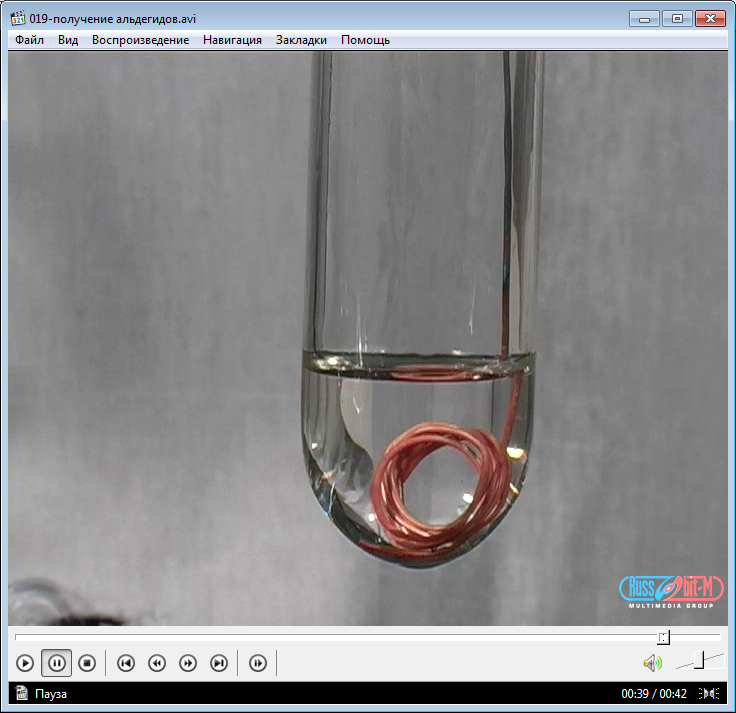 019-получение альдегидов.avi
Файл Вид Воспроизведение Навигация Закладки Помощь
Russ bit-M
MULTIMEDIA GROUP
Пауза
00:39 / 00:42